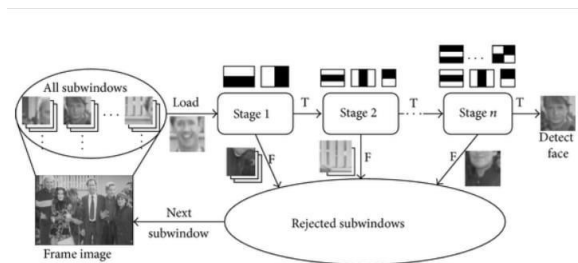 All subwindows
Load
Stage 1
T
Stage 2
T
Stage n
T
Detect
face
F
F
F
Rejected subwindows
Next
subwindow
Frame image